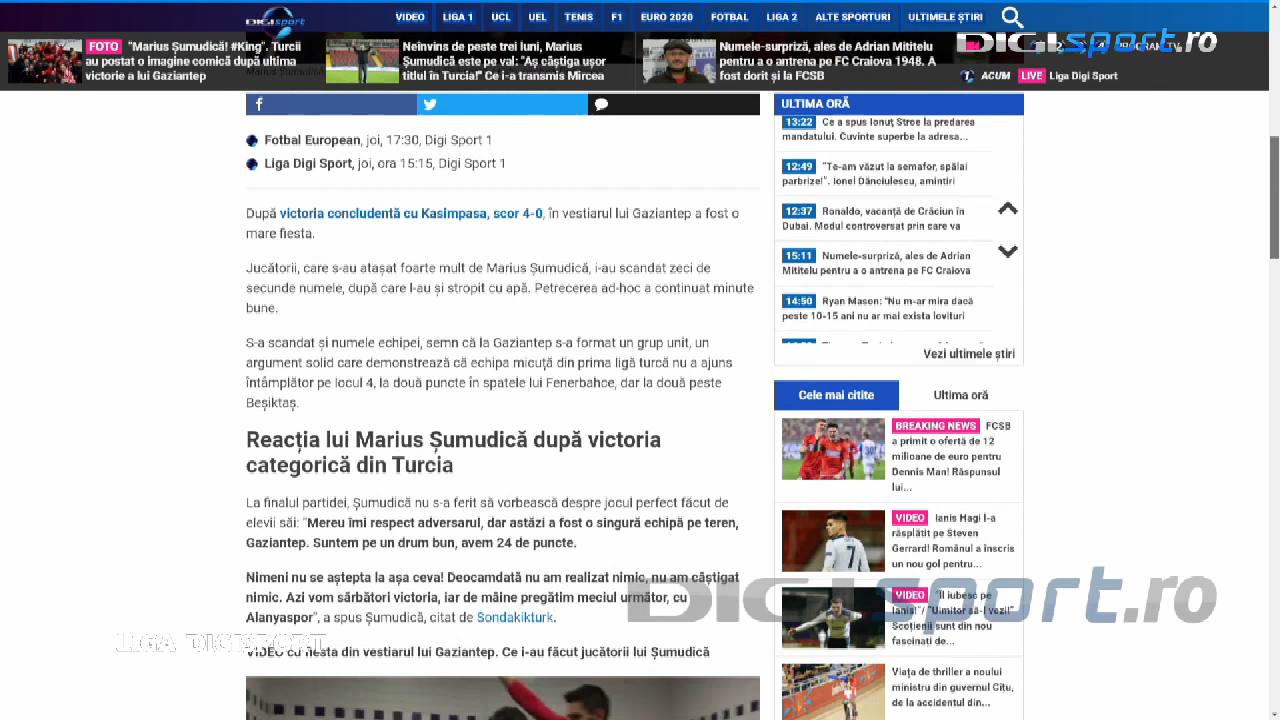 DIGIsport
VIDEO LIGA 1 UCL UEL TENIS F1 EURO 2020 FOTBAL LIGA 2 ALTE SPORTURI ULTIMELE ȘTIRI
FOTO "Marius Șumudică! #King". Turcii
au postat o imagine comică după ultima
victorie a lui Gaziantep
Neînvins de peste trei luni, Marius
Șumudică este pe val: "Aș câștiga ușor
titlul în Turcia!" Ce i-a transmis Mircea
Numele-surpriză, ales de Adrian Mititelu
pentru a o antrena pe FC Craiova 1948. A
fost dorit și la FCSB
DIGIsport.ro
ACUM LIVE Liga Digi Sport
Fotbal European, joi, 17:30, Digi Sport 1
Liga Digi Sport, joi, ora 15:15, Digi Sport 1
După victoria concludentă cu Kasimpasa, scor 4-0, în vestiarul lui Gaziantep a fost o
mare fiesta.
Jucătorii, care s-au atașat foarte mult de Marius Șumudică, i-au scandat zeci de
secunde numele, după care l-au și stropit cu apă. Petrecerea ad-hoc a continuat minute
bune.
S-a scandat și numele echipei, semn că la Gaziantep s-a format un grup unit, un
argument solid care demonstrează că echipa micuță din prima ligă turcă nu a ajuns
întâmplător pe locul 4, la două puncte în spatele lui Fenerbahce, dar la două peste
Beșiktaș.
Reacția lui Marius Șumudică după victoria
categorică din Turcia
La finalul partidei, Șumudică nu s-a ferit să vorbească despre jocul perfect făcut de
elevii săi: "Mereu îmi respect adversarul, dar astăzi a fost o singură echipă pe teren,
Gaziantep. Suntem pe un drum bun, avem 24 de puncte.
Nimeni nu se aștepta la așa ceva! Deocamdată nu am realizat nimic, nu am câștigat
nimic. Azi vom sărbători victoria, iar de mâine pregătim meciul următor, cu
Alanyaspor", a spus Șumudică, citat de Sondakikturk.
LIGA DIGISPORT
VIDEO cu fiesta din vestiarul lui Gaziantep. Ce i-au făcut jucătorii lui Șumudică
ULTIMA ORĂ
13:22 Ce a spus Ionuț Stroe la predarea
mandatului. Cuvinte superbe la adresa...
12:49 "Te-am văzut la semafor, spălai
parbrize!". Ionel Dănciulescu, amintiri
12:37 Ronaldo, vacanță de Crăciun în
Dubai. Modul controversat prin care va
15:11 Numele-surpriză, ales de Adrian
Mititelu pentru a o antrena pe FC Craiova
14:50 Ryan Mason: "Nu m-ar mira dacă
peste 10-15 ani nu ar mai exista lovituri
Vezi ultimele știri
Cele mai citite Ultima oră
BREAKING NEWS FCSB
a primit o ofertă de 12
milioane de euro pentru
Dennis Man! Răspunsul
lui...
VIDEO Ianis Hagi l-a
răsplătit pe Steven
Gerrard! Românul a înscris
un nou gol pentru...
VIDEO "Îl iubesc pe
Ianis!"/ "Uimitor să-l vezi!"
Scoțienii sunt din nou
fascinați de...
DIGIsport.ro
Viața de thriller a noului
ministru din guvernul Cîțu,
de la accidentul din...